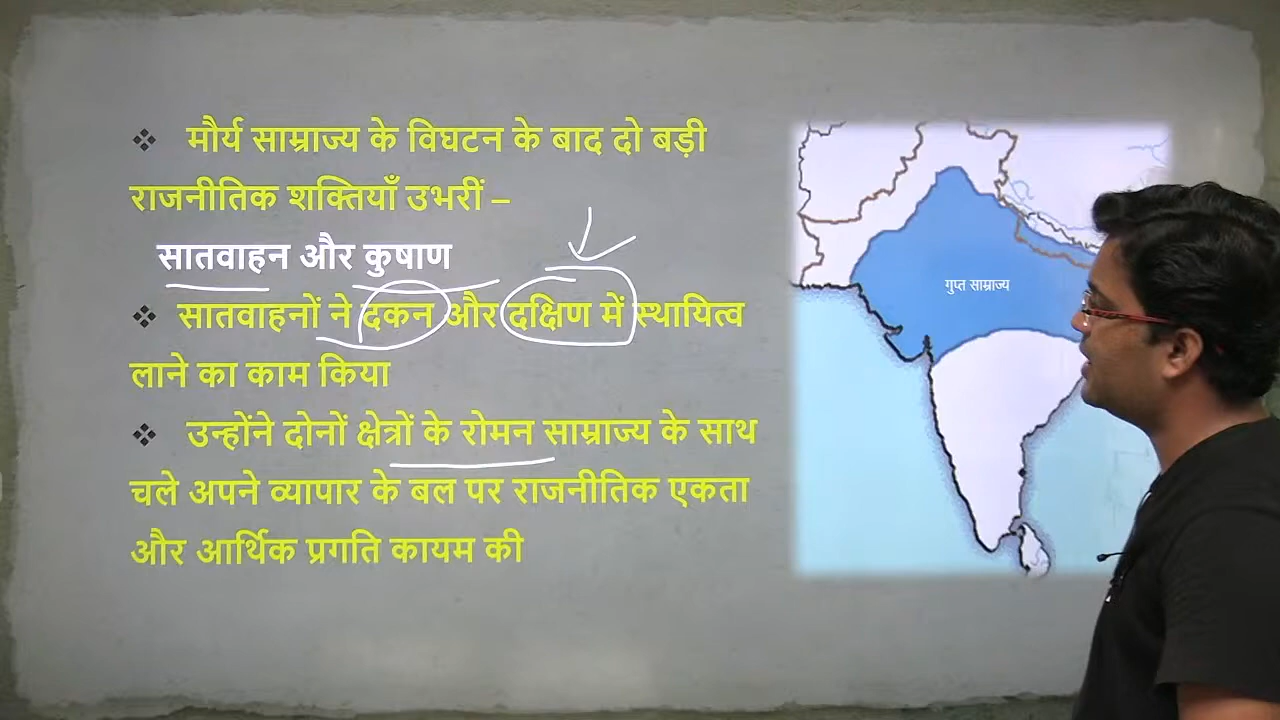 ❖ मौर्य साम्राज्य के विघटन के बाद दो बड़ी
राजनीतिक शक्तियाँ उभरीं –
सातवाहन और कुषाण
❖ सातवाहनों ने दकन और दक्षिण में स्थायित्व
लाने का काम किया
❖ उन्होंने दोनों क्षेत्रों के रोमन साम्राज्य के साथ
चले अपने व्यापार के बल पर राजनीतिक एकता
और आर्थिक प्रगति कायम की
गुप्त साम्राज्य